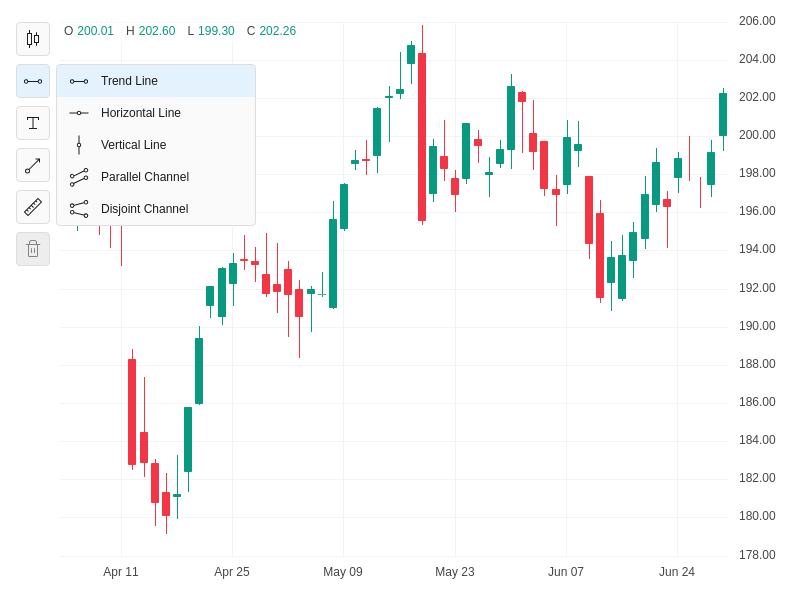 O 200.01 H 202.60 L 199.30 C 202.26
Trend Line
Horizontal Line
Vertical Line
Parallel Channel
Disjoint Channel
206.00
204.00
202.00
200.00
198.00
196.00
194.00
192.00
190.00
188.00
186.00
184.00
182.00
180.00
178.00
Apr 11 Apr 25 May 09 May 23 Jun 07 Jun 24